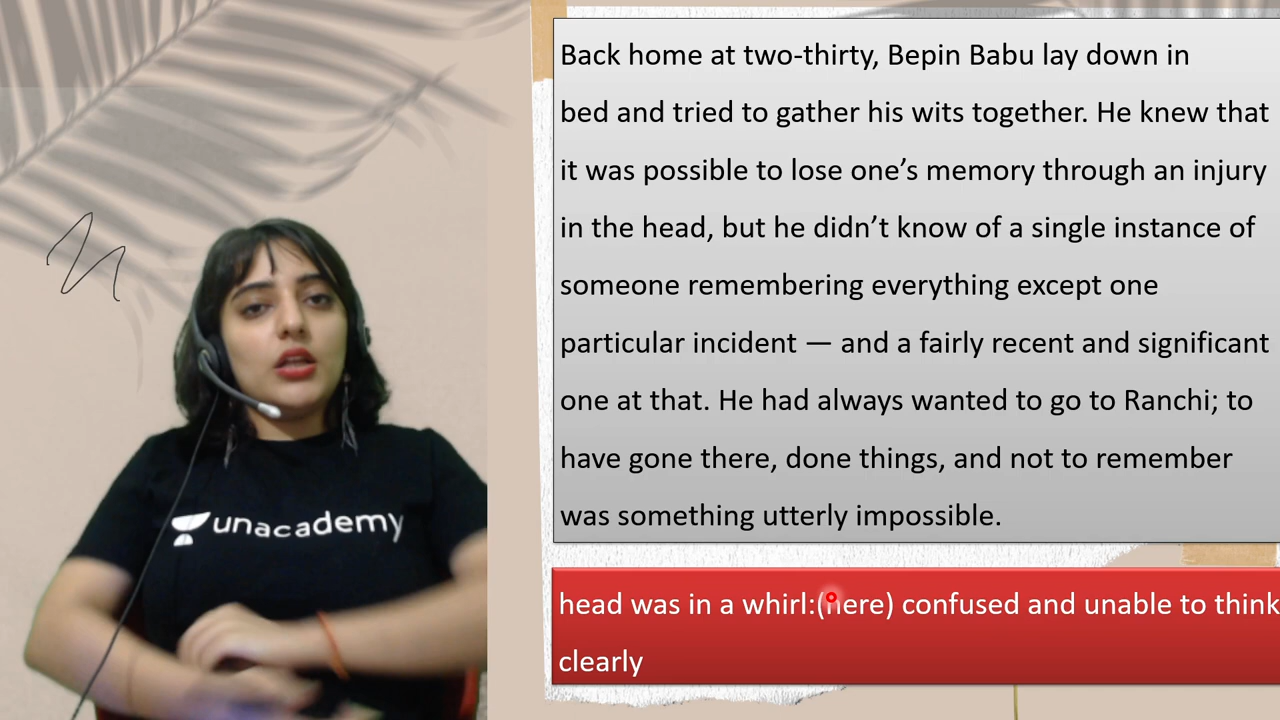 Back home at two-thirty, Bepin Babu lay down in
bed and tried to gather his wits together. He knew that
it was possible to lose one’s memory through an injury
in the head, but he didn’t know of a single instance of
someone remembering everything except one
particular incident — and a fairly recent and significant
one at that. He had always wanted to go to Ranchi; to
have gone there, done things, and not to remember
was something utterly impossible.
head was in a whirl:(here) confused and unable to think
clearly
unacademy